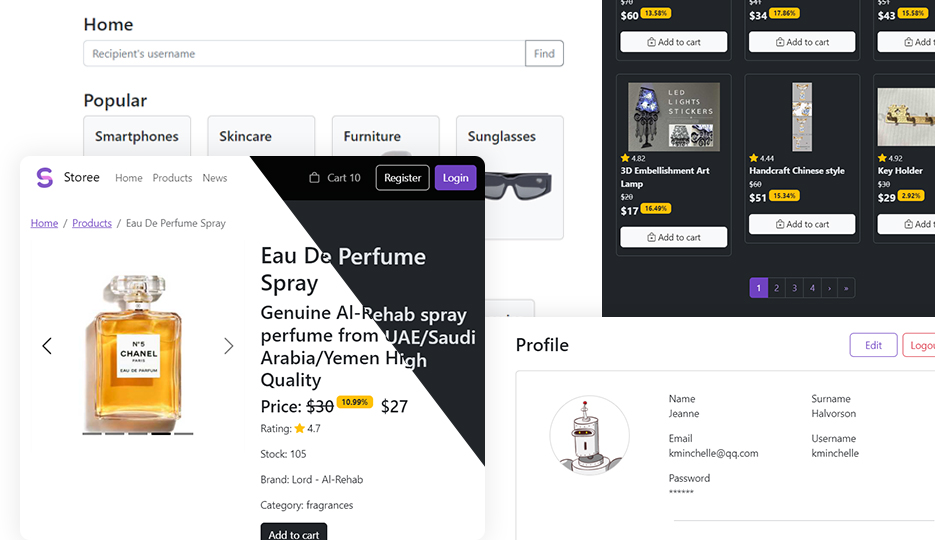 Home
Recipient's username
Find
Popular
Smartphones
Skincare
Furniture
Sunglasses
Storee
Home
Products
News
Cart 10
Register
Login
Home / Products / Eau De Perfume Spray
N°5
CHANEL
PARIS
EAU DE PARFUM
Eau De Perfume
Spray
Genuine Al-Rehab spray
perfume from UAE/Saudi
Arabia/Yemen High
Quality
Price: $30 10.99% $27
Rating: 4.7
Stock: 105
Brand: Lord - Al-Rehab
Category: fragrances
Add to cart
$70
$60 13.58%
Add to cart
$41
$34 17.86%
Add to cart
$51
$43 15.58%
Add t
LED
LIGHTS
STICKERS
4.82
3D Embellishment Art
Lamp
$20
$17 16.49%
Add to cart
4.44
Handcraft Chinese style
$60
$51 15.34%
Add to cart
4.92
Key Holder
$30
$29 2.92%
Add t
1 2 3 4 › »
Profile
Edit
Logou
Name
Jeanne
Surname
Halvorson
Email
kminchelle@qq.com
Username
kminchelle
Password
******